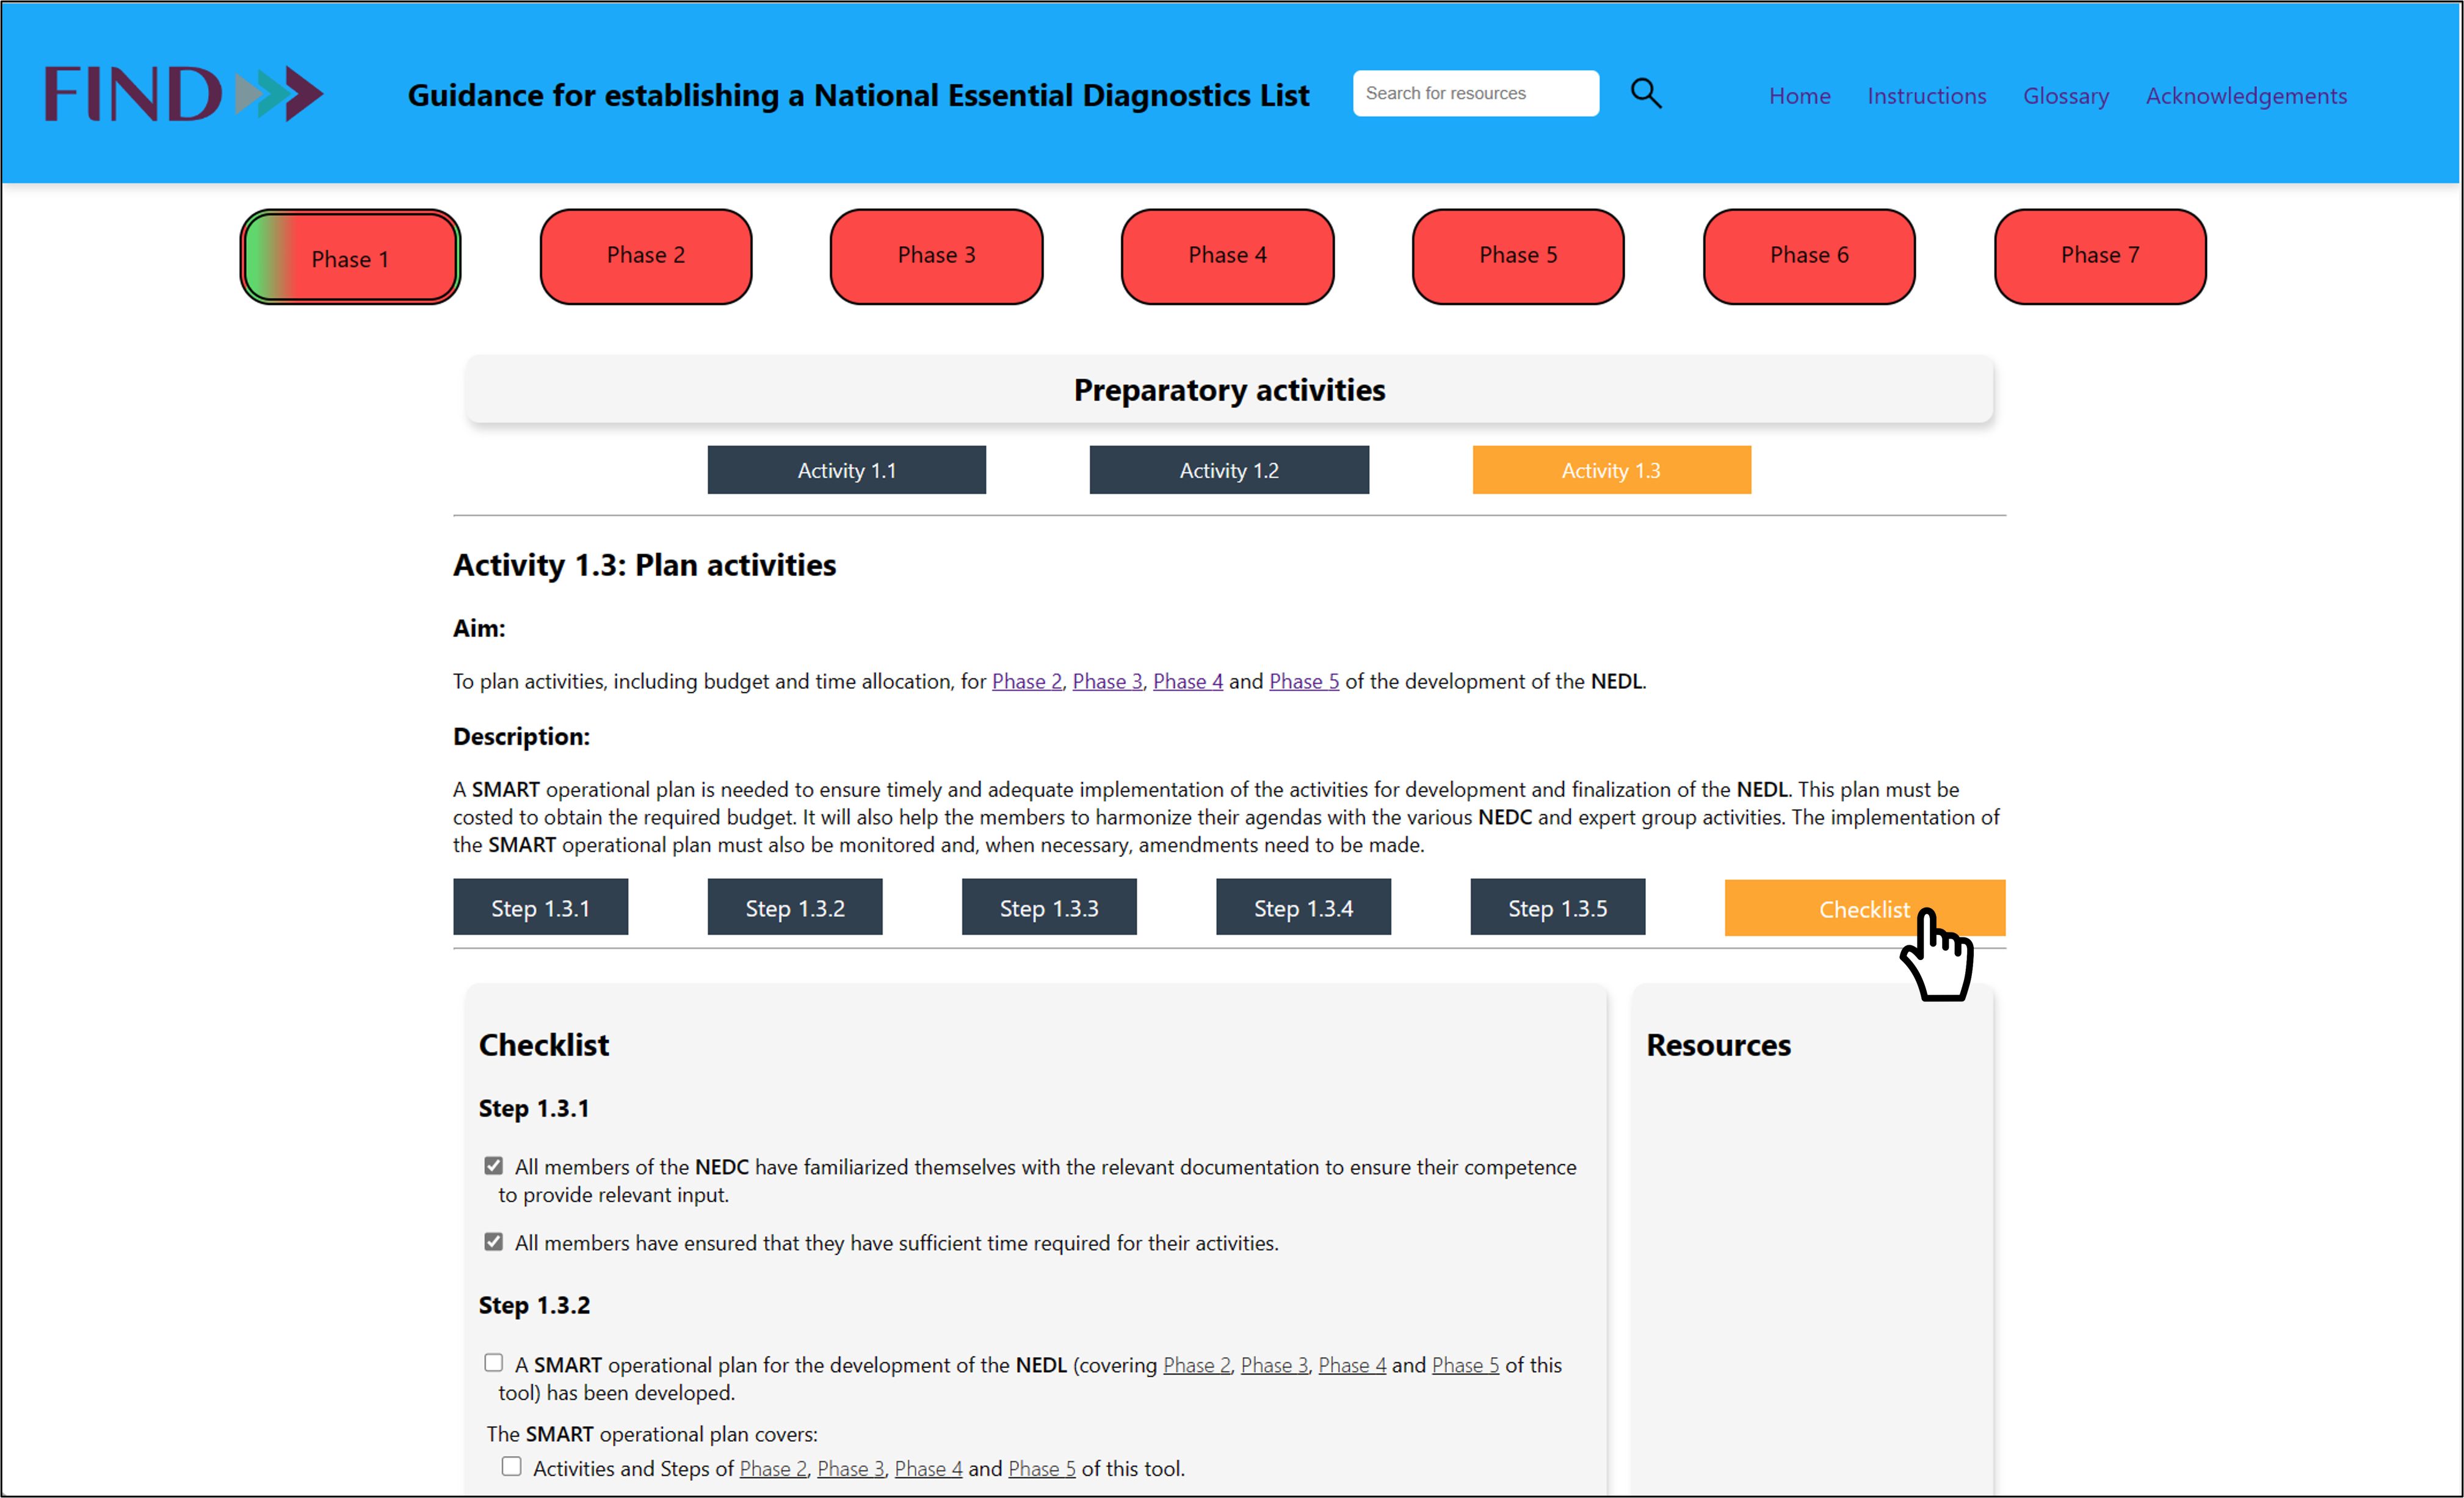 FIND
Guidance for establishing a National Essential Diagnostics List
Search for resources
Home Instructions Glossary Acknowledgements
Phase 1 Phase 2 Phase 3 Phase 4 Phase 5 Phase 6 Phase 7
Preparatory activities
Activity 1.1 Activity 1.2 Activity 1.3
Activity 1.3: Plan activities
Aim:
To plan activities, including budget and time allocation, for Phase 2, Phase 3, Phase 4 and Phase 5 of the development of the NEDL.
Description:
A SMART operational plan is needed to ensure timely and adequate implementation of the activities for development and finalization of the NEDL. This plan must be
costed to obtain the required budget. It will also help the members to harmonize their agendas with the various NEDC and expert group activities. The implementation of
the SMART operational plan must also be monitored and, when necessary, amendments need to be made.
Step 1.3.1 Step 1.3.2 Step 1.3.3 Step 1.3.4 Step 1.3.5 Checklist
Checklist
Step 1.3.1
All members of the NEDC have familiarized themselves with the relevant documentation to ensure their competence
to provide relevant input.
All members have ensured that they have sufficient time required for their activities.
Step 1.3.2
A SMART operational plan for the development of the NEDL (covering Phase 2, Phase 3, Phase 4 and Phase 5 of this
tool) has been developed.
The SMART operational plan covers:
Activities and Steps of Phase 2, Phase 3, Phase 4 and Phase 5 of this tool.
Resources